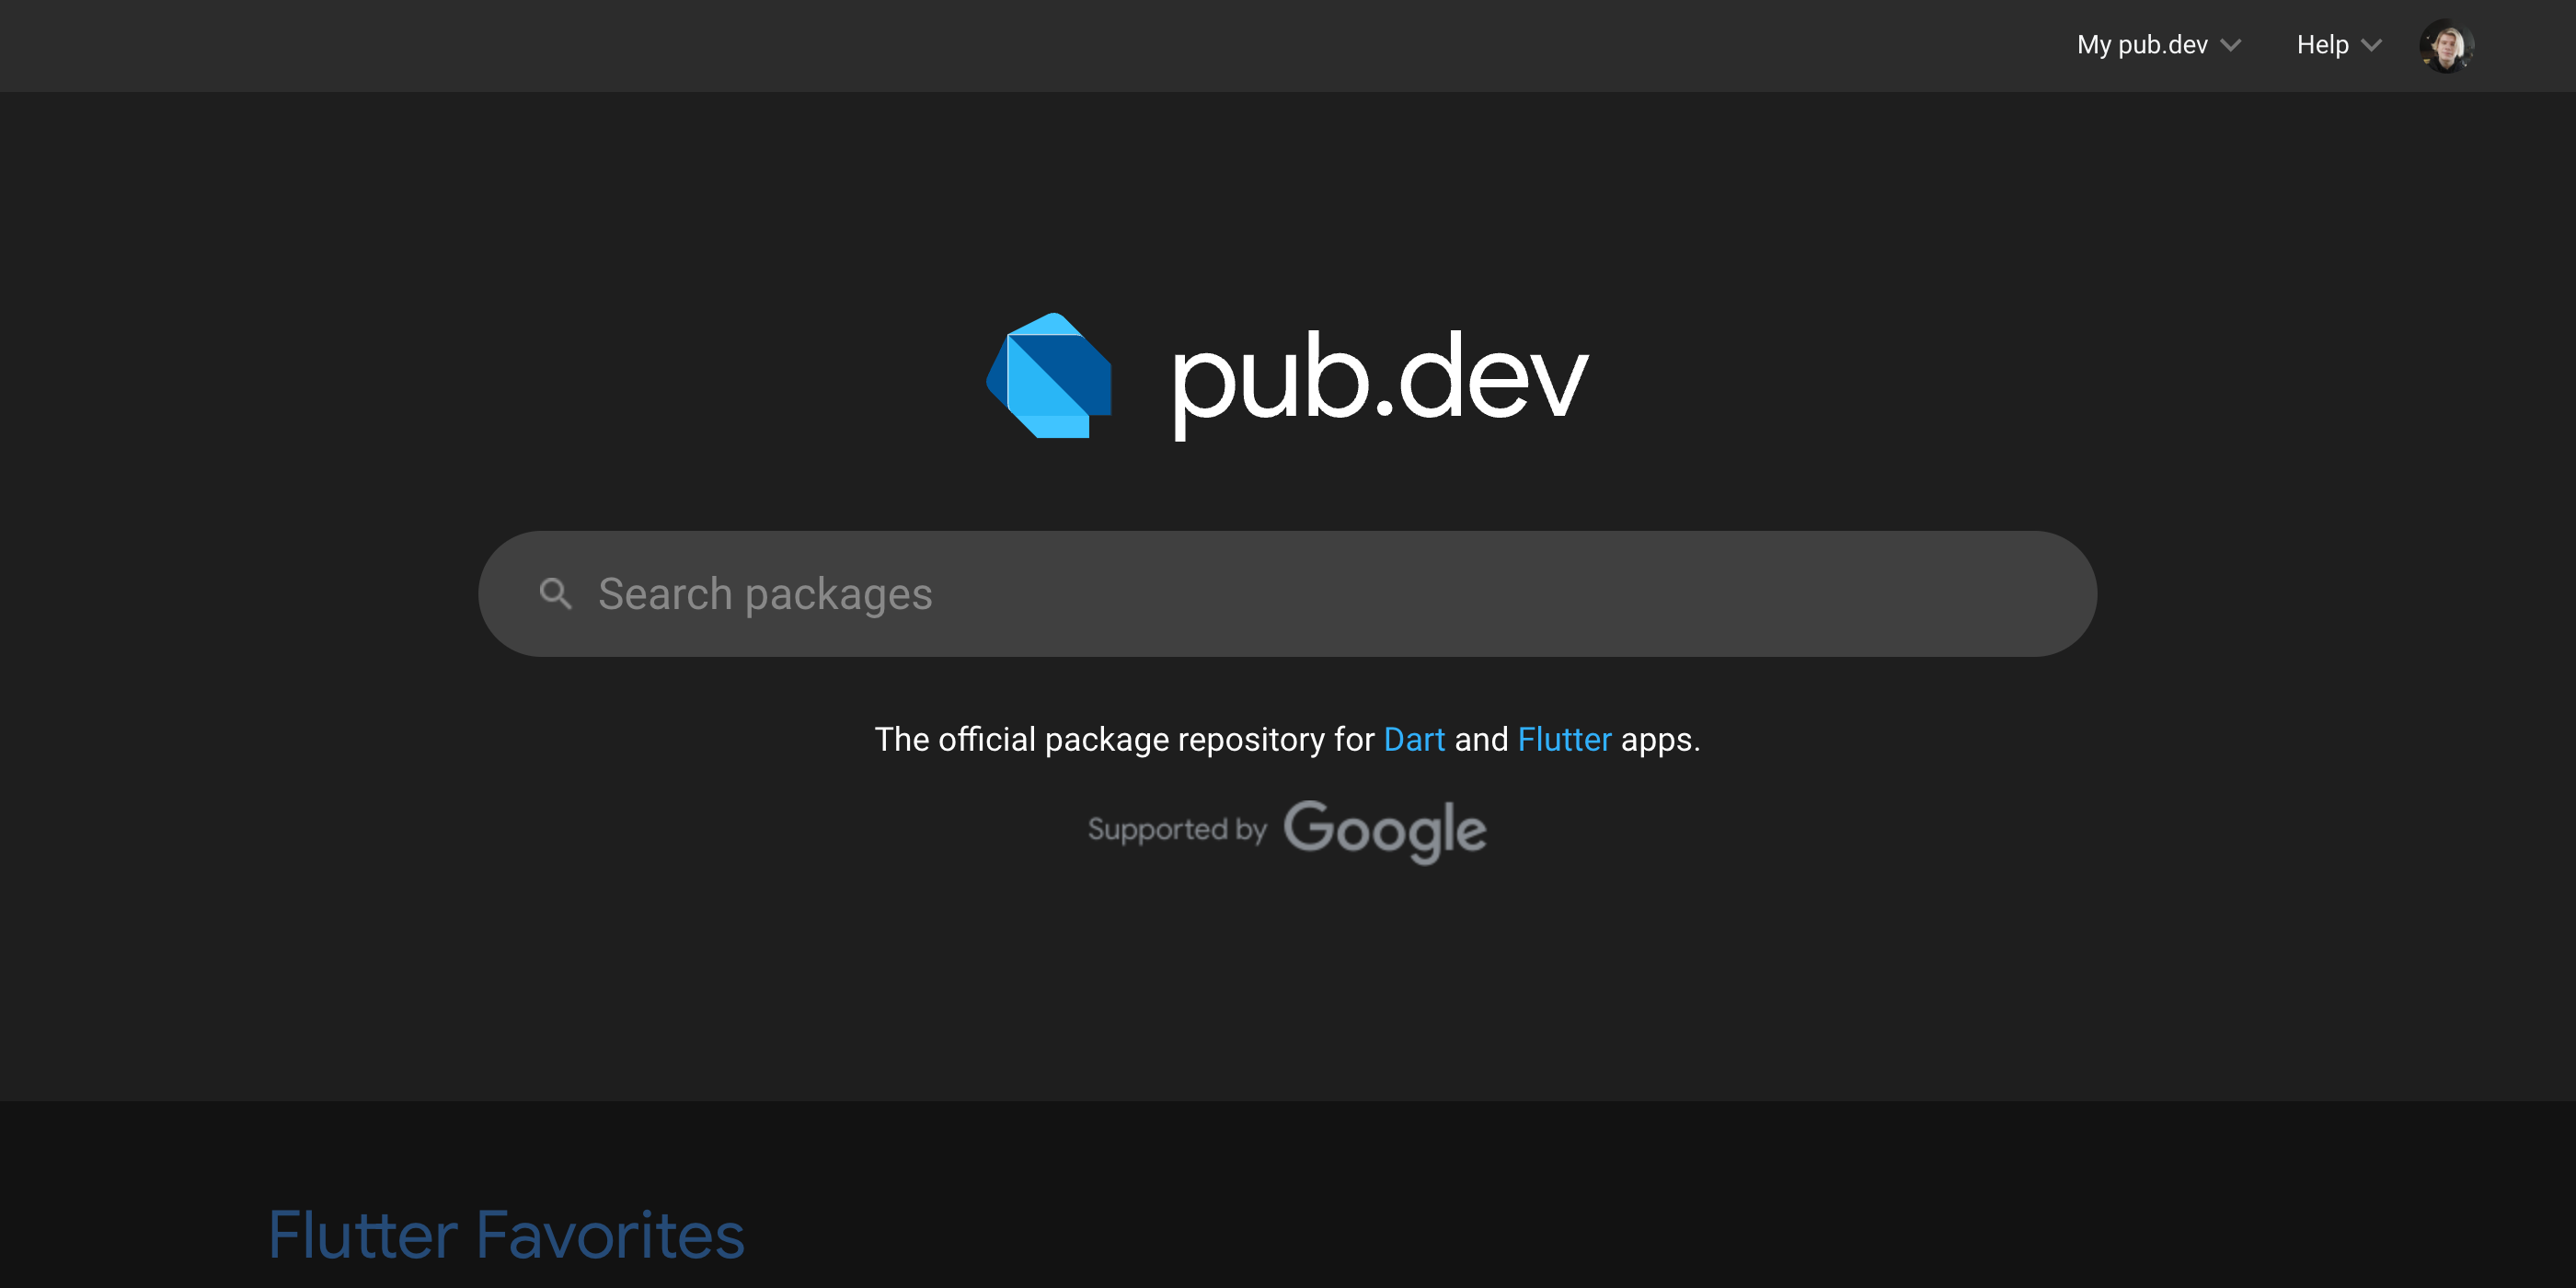 My pub.dev Help
pub.dev
Search packages
The official package repository for Dart and Flutter apps.
Supported by Google
Flutter Favorites